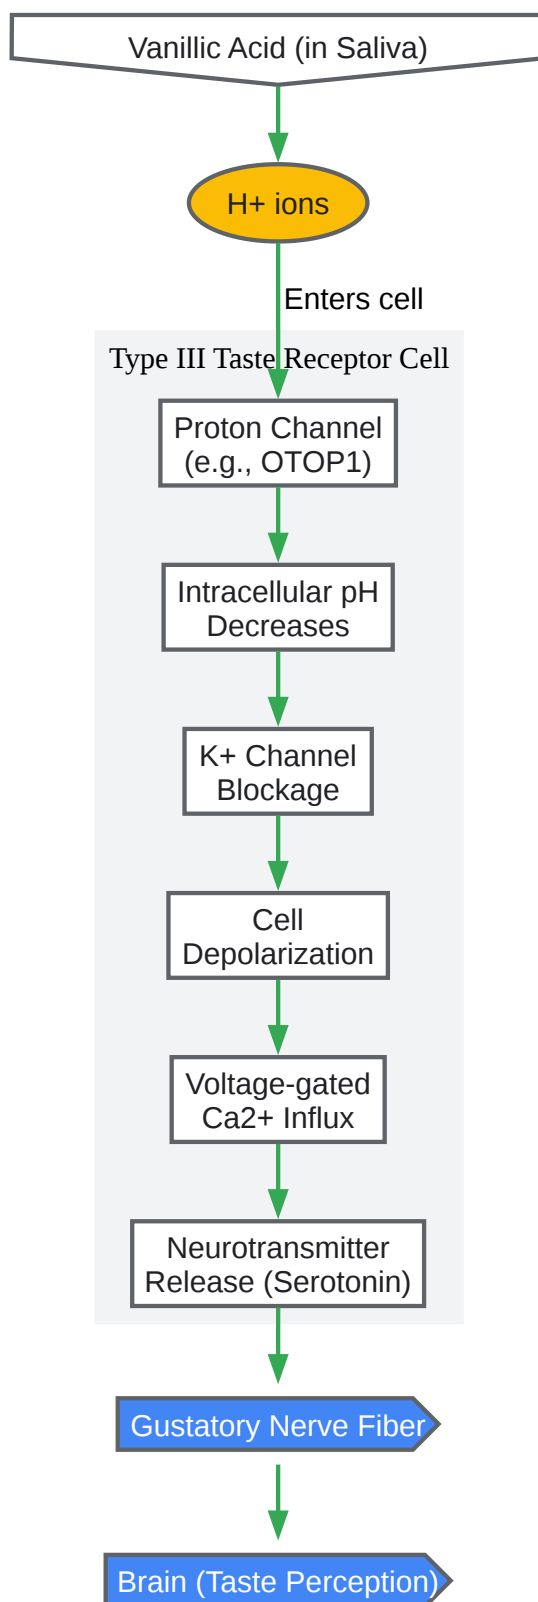 Vanillic Acid (in Saliva)
H+ ions
Enters cell
Type III Taste Receptor Cell
Proton Channel
(e.g., OTOP1)
Intracellular pH
Decreases
K+ Channel
Blockage
Cell
Depolarization
Voltage-gated
Ca2+ Influx
Neurotransmitter
Release (Serotonin)
Gustatory Nerve Fiber
Brain (Taste Perception)